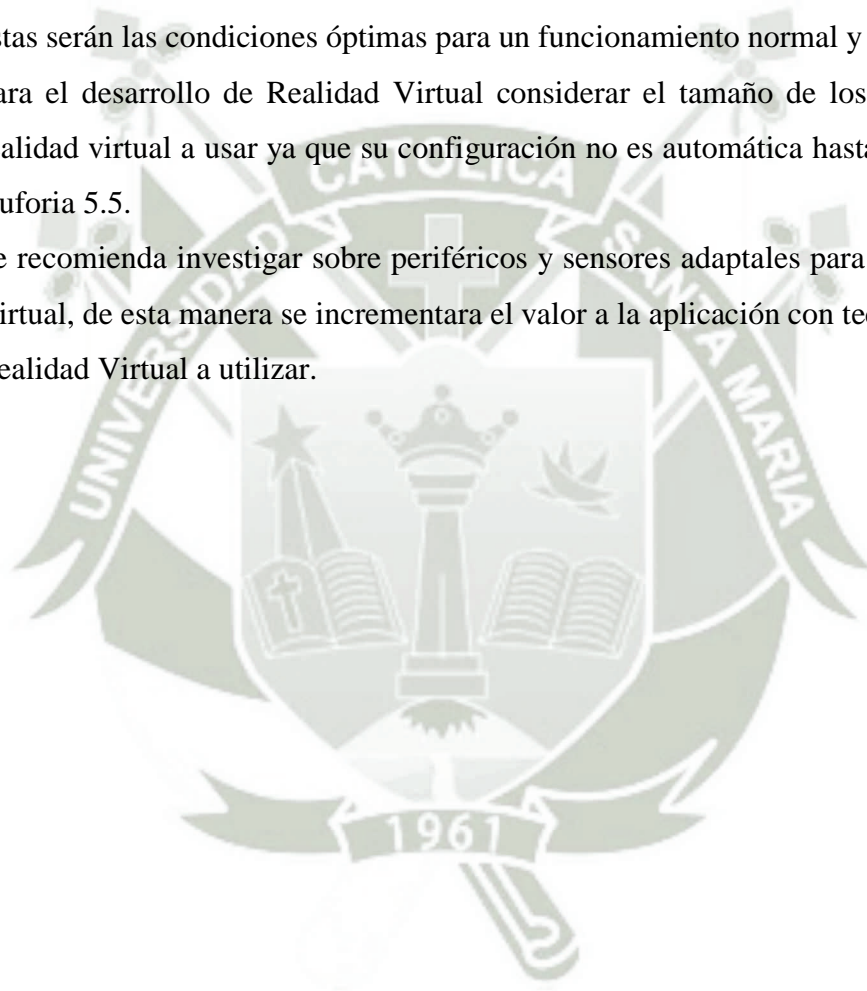 stas serán las condiciones óptimas para un funcionamiento normal y
ara el desarrollo de Realidad Virtual considerar el tamaño de los
alidad virtual a usar ya que su configuración no es automática hasta
uforia 5.5.
e recomienda investigar sobre periféricos y sensores adaptales para
irtual, de esta manera se incrementara el valor a la aplicación con tec
ealidad Virtual a utilizar.
UNIVERSIDAD CATOLICA SANTA MARIA
1961